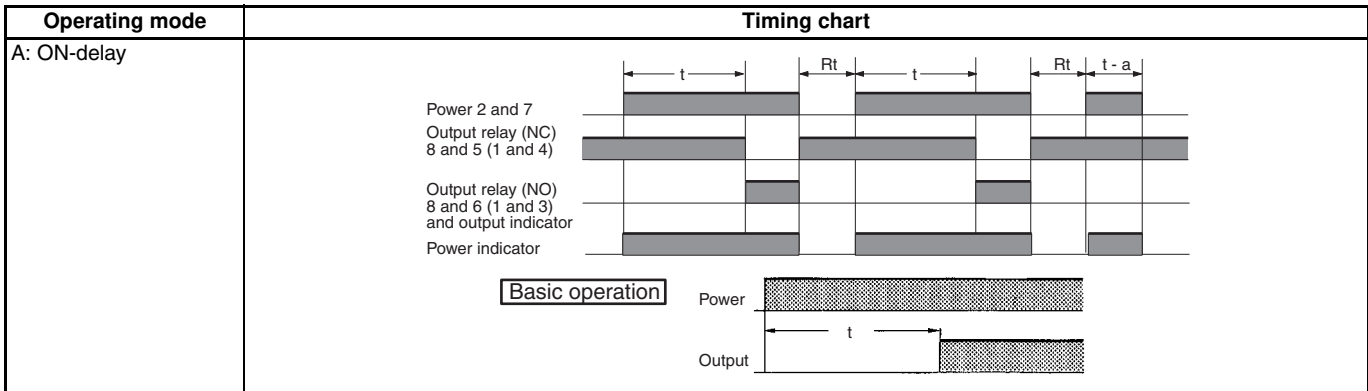 Operating mode
Timing chart
A: ON-delay
t
Rt
t
Rt
t - a
Power 2 and 7
Output relay (NC)
8 and 5 (1 and 4)
Output relay (NO)
8 and 6 (1 and 3)
and output indicator
Power indicator
Basic operation
Power
t
Output